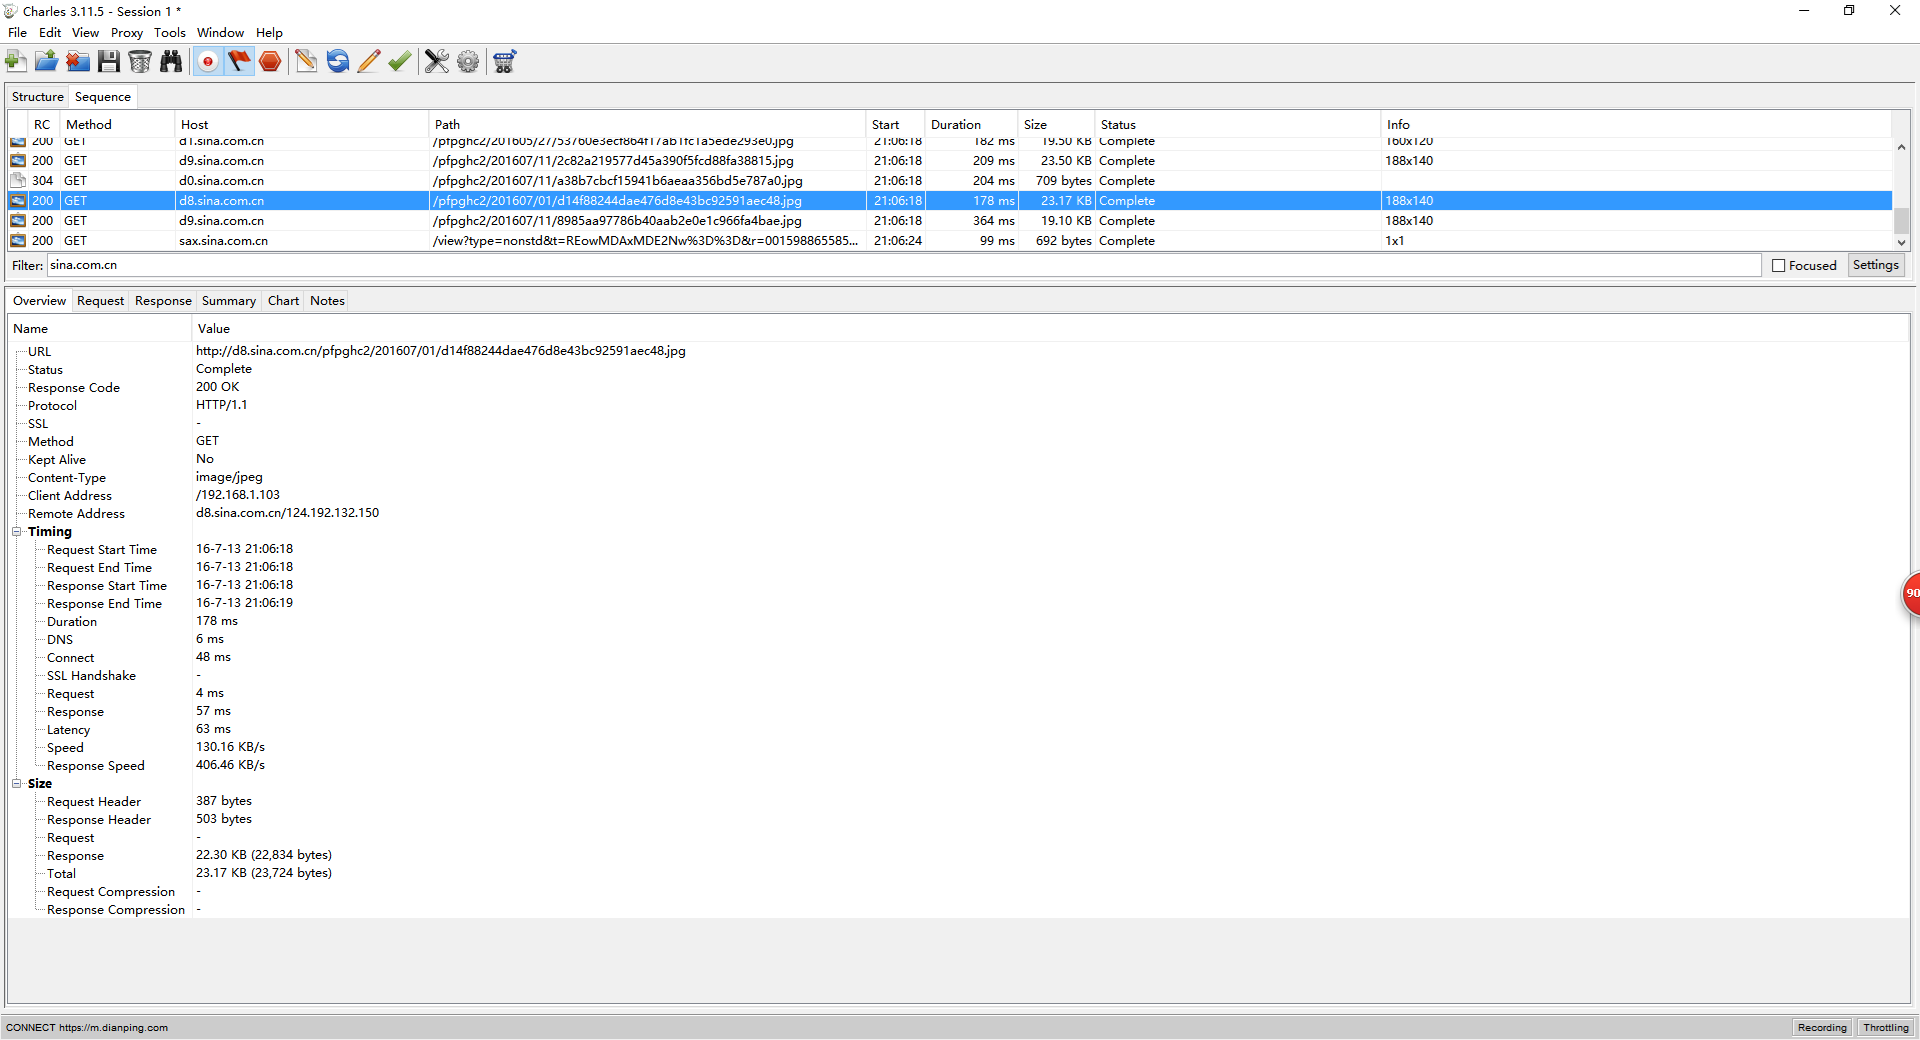 Charles 3.11.5 - Session 1 *
File Edit View Proxy Tools Window Help
Structure Sequence
RC Method Host Path Start Duration Size Status Info
200 GET d1.sina.com.cn /pfpghc2/201605/27/53760e3ecf864f17ab1fc1a5ede293e0.jpg 21:06:18 182 ms 19.50 KB Complete 160x120
200 GET d9.sina.com.cn /pfpghc2/201607/11/2c82a219577d45a390f5fcd88fa38815.jpg 21:06:18 209 ms 23.50 KB Complete 188x140
304 GET d0.sina.com.cn /pfpghc2/201607/11/a38b7cbcf15941b6aeaa356bd5e787a0.jpg 21:06:18 204 ms 709 bytes Complete
200 GET d8.sina.com.cn /pfpghc2/201607/01/d14f88244dae476d8e43bc92591aec48.jpg 21:06:18 178 ms 23.17 KB Complete 188x140
200 GET d9.sina.com.cn /pfpghc2/201607/11/8985aa97786b40aab2e0e1c966fa4bae.jpg 21:06:18 364 ms 19.10 KB Complete 188x140
200 GET sax.sina.com.cn /view?type=nonstd&t=REowMDAxMDE2Nw%3D%3D&r=001598865585... 21:06:24 99 ms 692 bytes Complete 1x1
Filter: sina.com.cn Focused Settings
Overview Request Response Summary Chart Notes
Name Value
URL http://d8.sina.com.cn/pfpghc2/201607/01/d14f88244dae476d8e43bc92591aec48.jpg
Status Complete
Response Code 200 OK
Protocol HTTP/1.1
SSL -
Method GET
Kept Alive No
Content-Type image/jpeg
Client Address /192.168.1.103
Remote Address d8.sina.com.cn/124.192.132.150
Timing
Request Start Time 16-7-13 21:06:18
Request End Time 16-7-13 21:06:18
Response Start Time 16-7-13 21:06:18
Response End Time 16-7-13 21:06:19
Duration 178 ms
DNS 6 ms
Connect 48 ms
SSL Handshake -
Request 4 ms
Response 57 ms
Latency 63 ms
Speed 130.16 KB/s
Response Speed 406.46 KB/s
Size
Request Header 387 bytes
Response Header 503 bytes
Request -
Response 22.30 KB (22,834 bytes)
Total 23.17 KB (23,724 bytes)
Request Compression -
Response Compression -
90
CONNECT https://m.dianping.com Recording Throttling